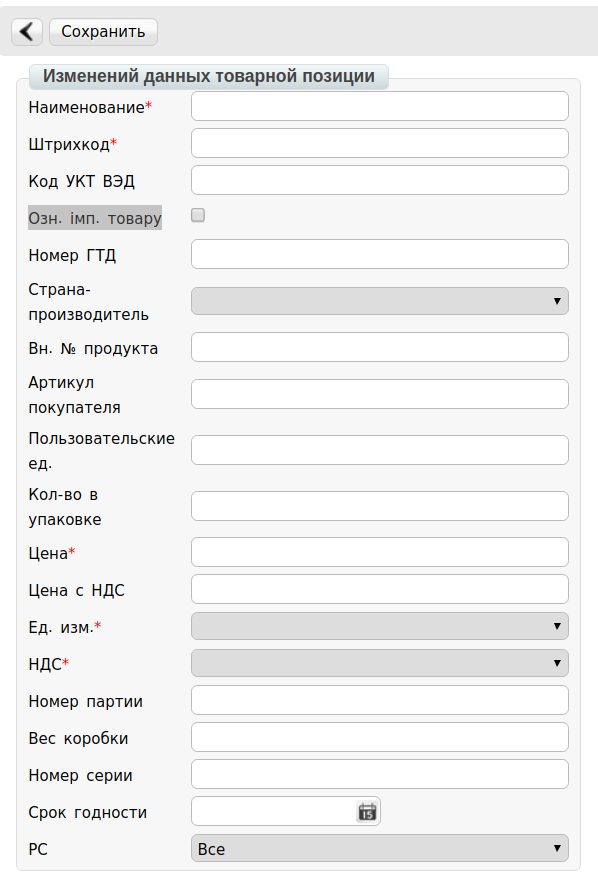 Сохранить
Изменений данных товарной позиции
Наименование*
Штрихкод*
Код УКТ ВЭД
Озн. імп. товару
Номер ГТД
Страна-
производитель
Вн. № продукта
Артикул
покупателя
Пользовательские
ед.
Кол-во в
упаковке
Цена*
Цена с НДС
Ед. изм.*
НДС*
Номер партии
Вес коробки
Номер серии
Срок годности
15
РС
Все